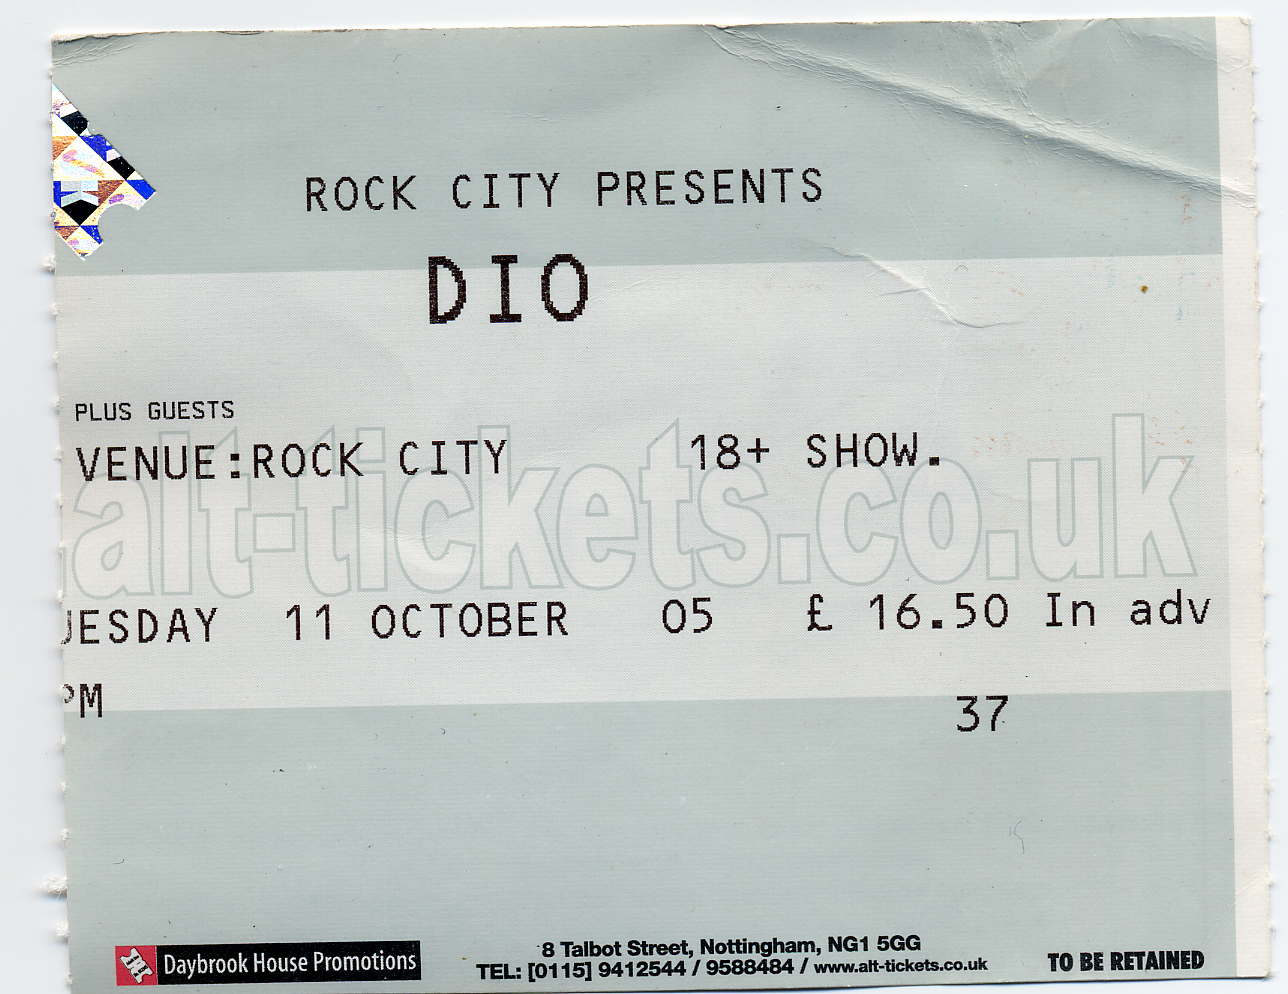 ROCK CITY PRESENTS
DIO
PLUS GUESTS
VENUE:ROCK CITY 18+ SHOW.
alt-tickets.co.uk
UESDAY 11 OCTOBER 05 £ 16.50 In adv
PM
37
Daybrook House Promotions
8 Talbot Street, Nottingham, NG1 5GG
TEL: [0115] 9412544 / 9588484 / www.alt-tickets.co.uk
TO BE RETAINED